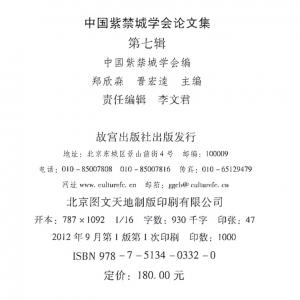 中国紫禁城学会论文集
第七辑
中国紫禁城学会编
郑欣淼 晋宏逵 主编
责任编辑 李文君
故宫出版社出版发行
地址：北京东城区景山前街4号 邮编：100009
电话：010-85007808 010-85007816 传真：010-65129479
网址 www.culturefc.cn 邮箱：ggcb@culturefc.cn
北京图文天地制版印刷有限公司
开本：787×1092 1/16 字数：930千字 印张：47
2012年9月第1版第1次印刷 印数：1000
ISBN 978-7-5134-0332-0
定价：180.00元